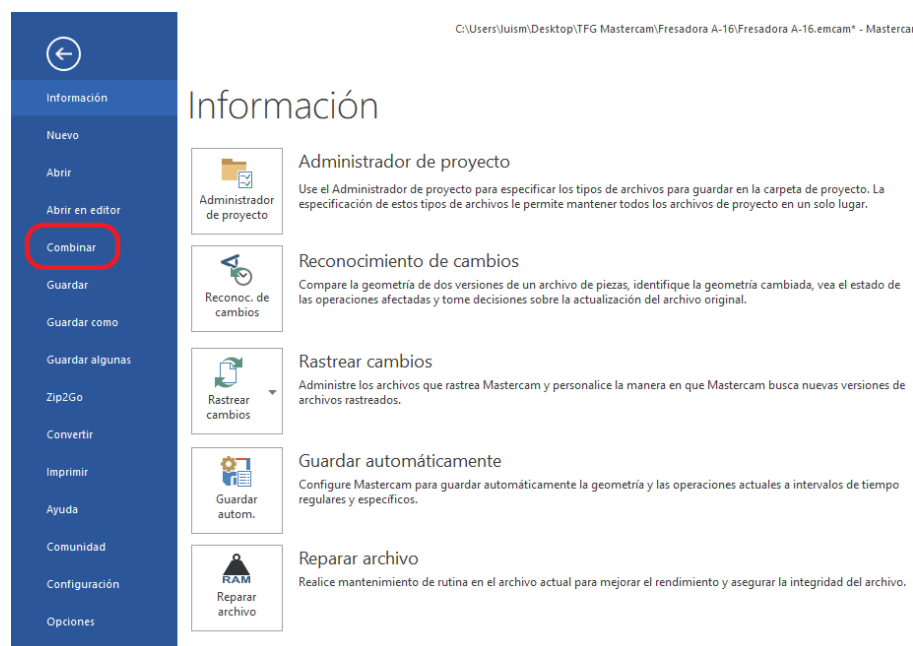 C:\Users\luism\Desktop\TFG Mastercam\Fresadora A-16\Fresadora A-16.emcam* - Mastercam
Información
Nuevo
Abrir
Abrir en editor
Combinar
Guardar
Guardar como
Guardar algunas
Zip2Go
Convertir
Imprimir
Ayuda
Comunidad
Configuración
Opciones
Información
Administrador
de proyecto
Administrador de proyecto
Use el Administrador de proyecto para especificar los tipos de archivos para guardar en la carpeta de proyecto. La
especificación de estos tipos de archivos le permite mantener todos los archivos de proyecto en un solo lugar.
Reconoc. de
cambios
Reconocimiento de cambios
Compare la geometría de dos versiones de un archivo de piezas, identifique la geometría cambiada, vea el estado de
las operaciones afectadas y tome decisiones sobre la actualización del archivo original.
Rastrear
cambios
Rastrear cambios
Administre los archivos que rastrea Mastercam y personalice la manera en que Mastercam busca nuevas versiones de
archivos rastreados.
Guardar
autom.
Guardar automáticamente
Configure Mastercam para guardar automáticamente la geometría y las operaciones actuales a intervalos de tiempo
regulares y específicos.
RAM
Reparar
archivo
Reparar archivo
Realice mantenimiento de rutina en el archivo actual para mejorar el rendimiento y asegurar la integridad del archivo.